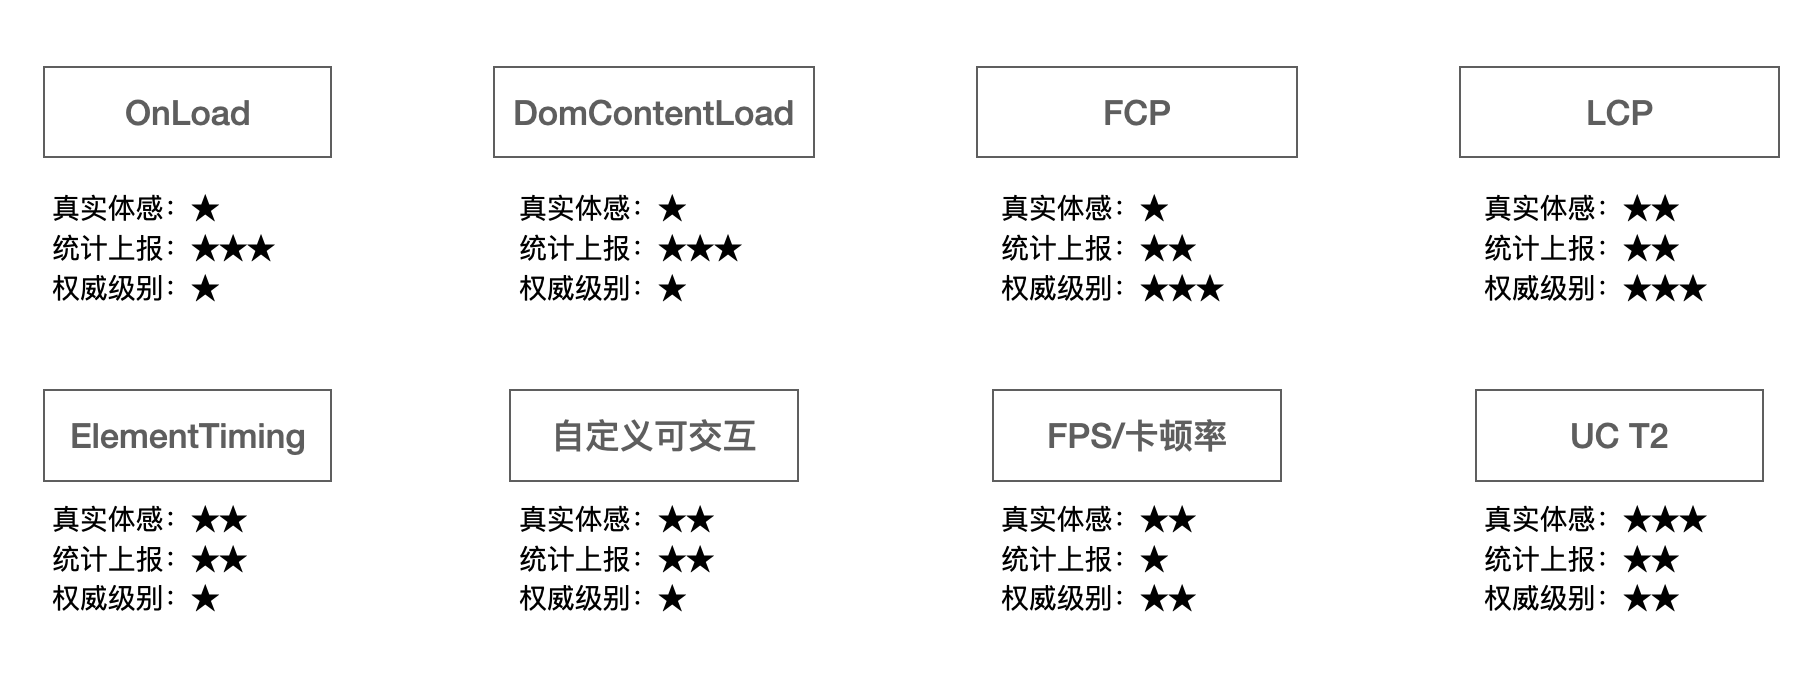 OnLoad
真实体感：★
统计上报：★★★
权威级别：★
DomContentLoad
真实体感：★
统计上报：★★★
权威级别：★
FCP
真实体感：★
统计上报：★★
权威级别：★★★
LCP
真实体感：★★
统计上报：★★
权威级别：★★★
ElementTiming
真实体感：★★
统计上报：★★
权威级别：★
自定义可交互
真实体感：★★
统计上报：★★
权威级别：★
FPS/卡顿率
真实体感：★★
统计上报：★
权威级别：★★
UC T2
真实体感：★★★
统计上报：★★
权威级别：★★